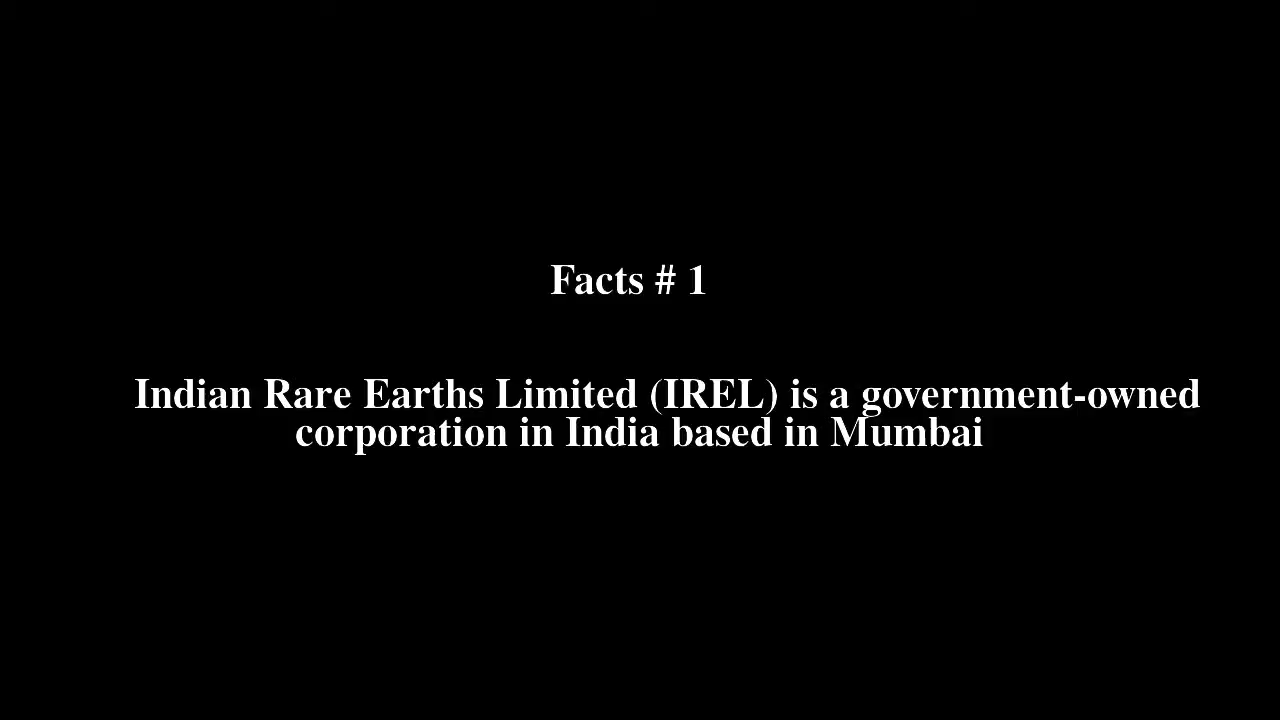 Facts # 1
Indian Rare Earths Limited (IREL) is a government-owned
corporation in India based in Mumbai